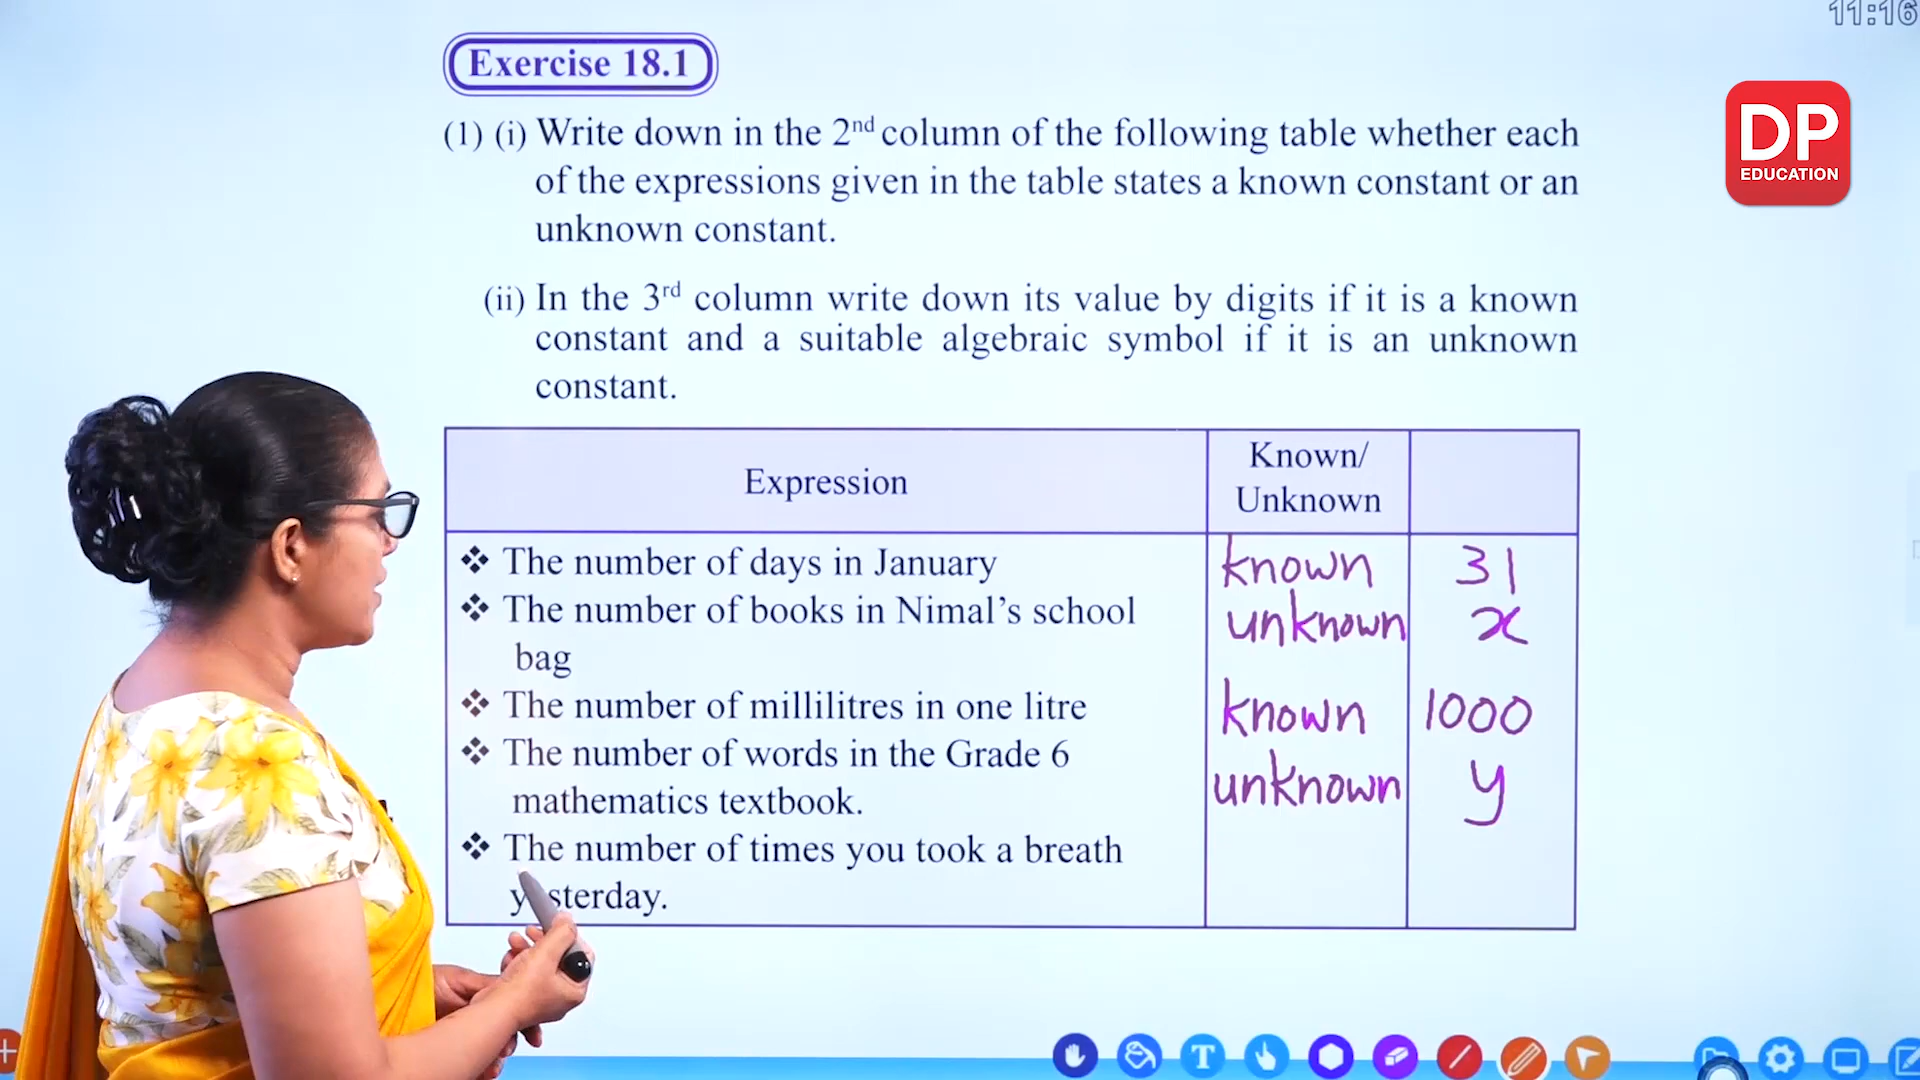 11:16
Exercise 18.1
DP
EDUCATION
(1) (i) Write down in the 2nd column of the following table whether each
of the expressions given in the table states a known constant or an
unknown constant.
(ii) In the 3rd column write down its value by digits if it is a known
constant and a suitable algebraic symbol if it is an unknown
constant.
Expression Known/
Unknown
❖ The number of days in January known 31
❖ The number of books in Nimal's school unknown x
bag
❖ The number of millilitres in one litre known 1000
❖ The number of words in the Grade 6
mathematics textbook. unknown y
❖ The number of times you took a breath
yesterday.
T